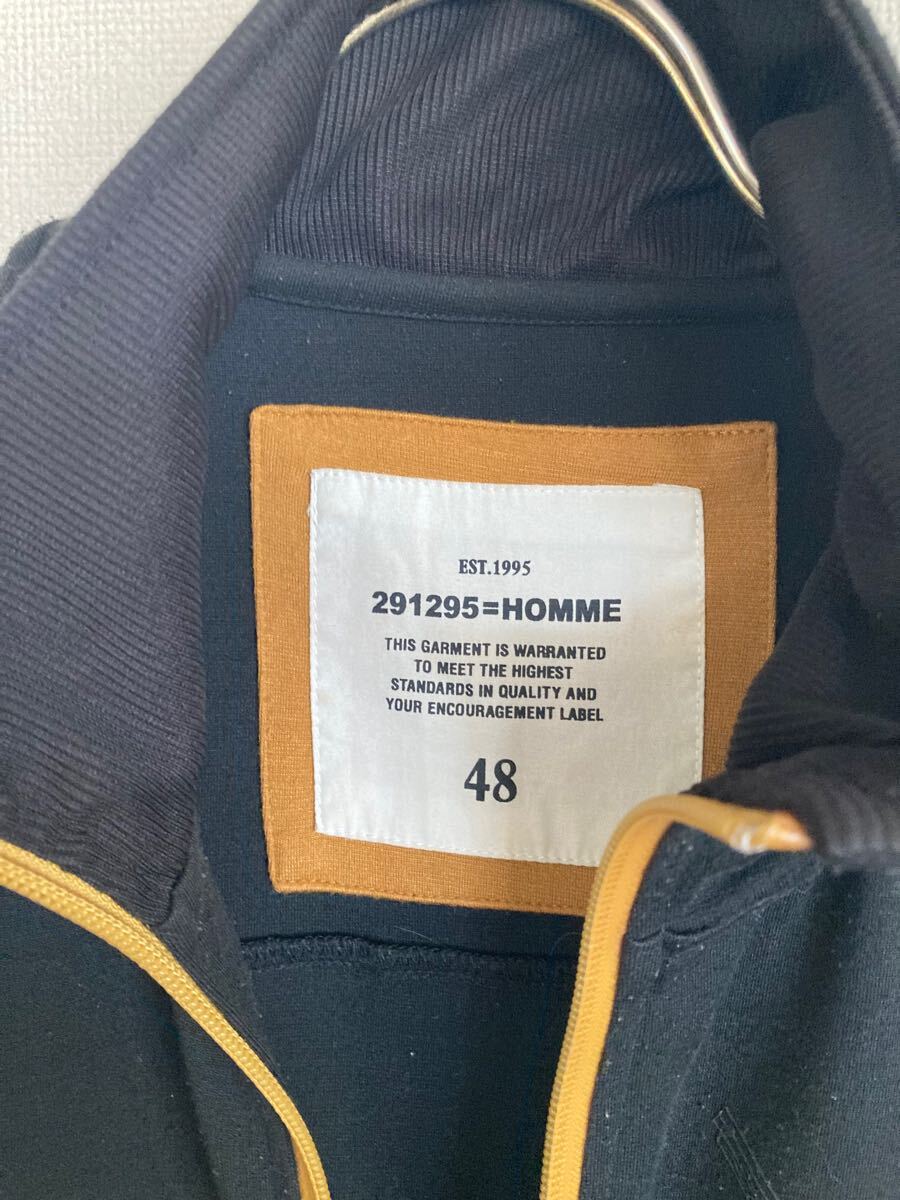 EST.1995
291295=HOMME
THIS GARMENT IS WARRANTED
TO MEET THE HIGHEST
STANDARDS IN QUALITY AND
YOUR ENCOURAGEMENT LABEL
48